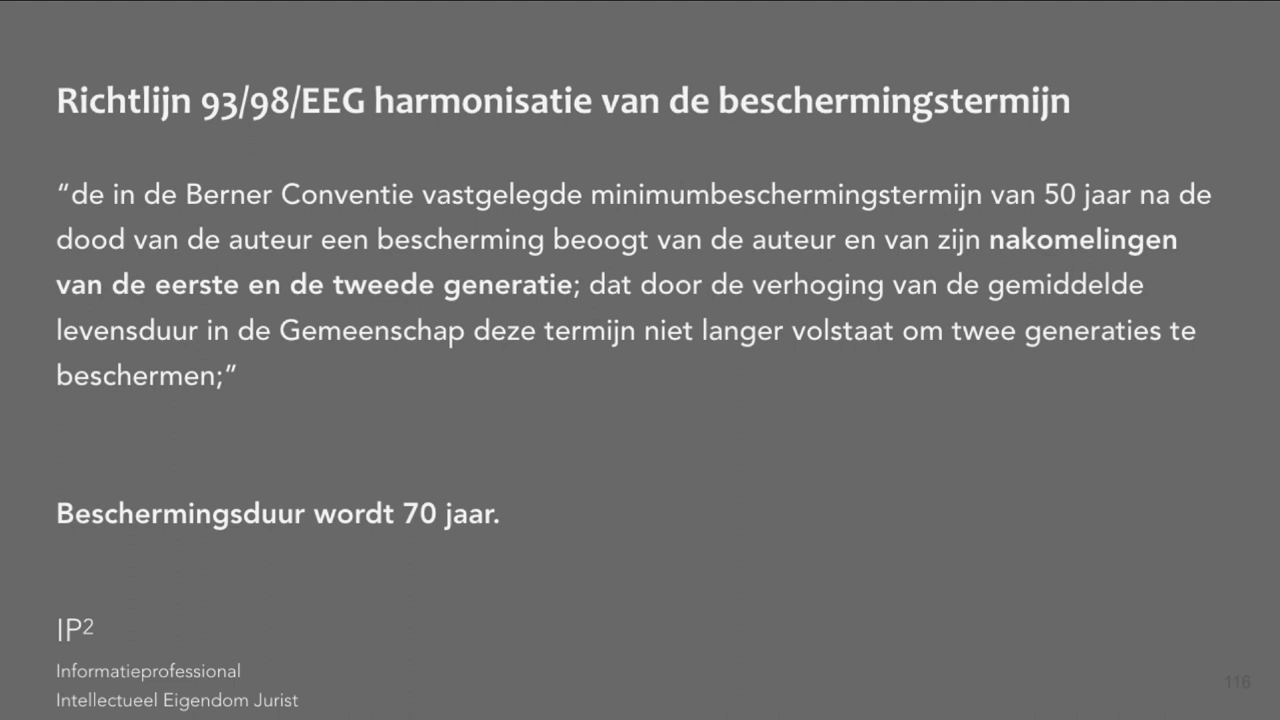 Richtlijn 93/98/EEG harmonisatie van de beschermingstermijn
“de in de Berner Conventie vastgelegde minimumbeschermingstermijn van 50 jaar na de
dood van de auteur een bescherming beoogt van de auteur en van zijn nakomelingen
van de eerste en de tweede generatie; dat door de verhoging van de gemiddelde
levensduur in de Gemeenschap deze termijn niet langer volstaat om twee generaties te
beschermen;”
Beschermingsduur wordt 70 jaar.
IP²
Informatieprofessional
Intellectueel Eigendom Jurist
116